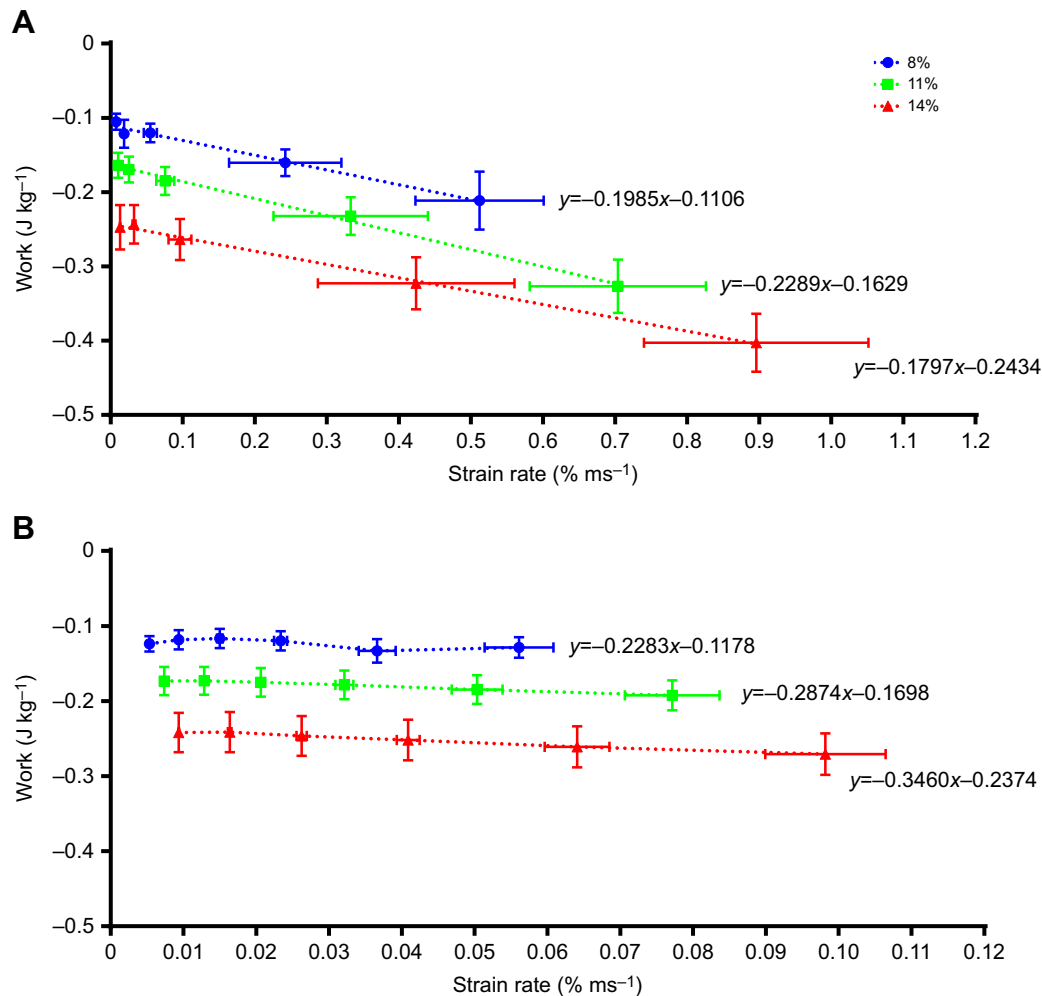 A
0
–0.1
–0.2
–0.3
–0.4
–0.5
Work (J kg⁻¹)
8%
11%
14%
y=–0.1985x–0.1106
y=–0.2289x–0.1629
y=–0.1797x–0.2434
0 0.1 0.2 0.3 0.4 0.5 0.6 0.7 0.8 0.9 1.0 1.1 1.2
Strain rate (% ms⁻¹)
B
0
–0.1
–0.2
–0.3
–0.4
–0.5
Work (J kg⁻¹)
y=–0.2283x–0.1178
y=–0.2874x–0.1698
y=–0.3460x–0.2374
0 0.01 0.02 0.03 0.04 0.05 0.06 0.07 0.08 0.09 0.10 0.11 0.12
Strain rate (% ms⁻¹)